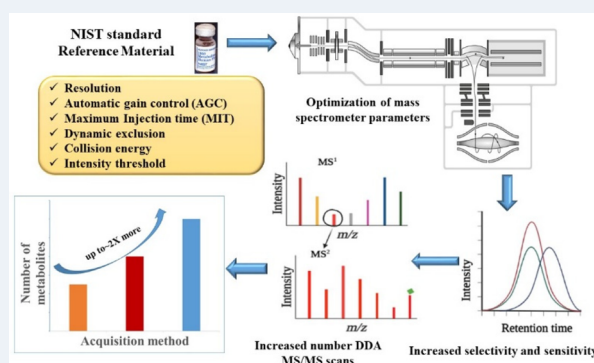 NIST standard
Reference Material
✓ Resolution
✓ Automatic gain control (AGC)
✓ Maximum Injection time (MIT)
✓ Dynamic exclusion
✓ Collision energy
✓ Intensity threshold
Optimization of mass
spectrometer parameters
MS¹
Intensity
m/z
MS²
Intensity
m/z
Increased number DDA
MS/MS scans
Intensity
Retention time
Increased selectivity and sensitivity
up to~2X more
Number of
metabolites
Acquisition method